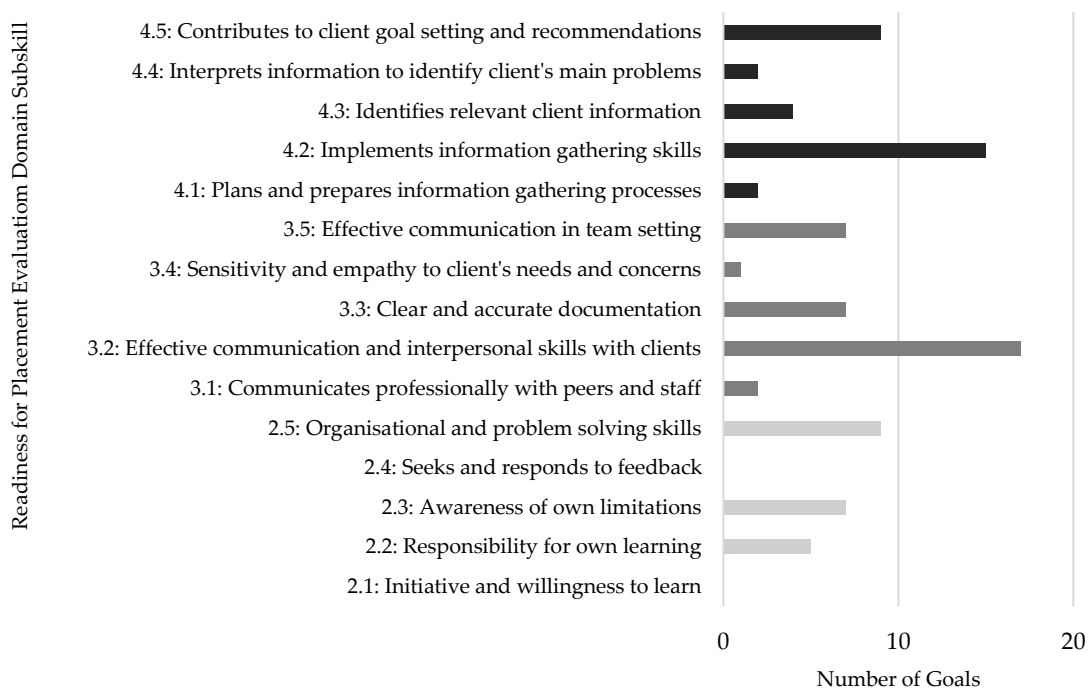 Readiness for Placement Evaluation Domain Subskill
4.5: Contributes to client goal setting and recommendations
4.4: Interprets information to identify client's main problems
4.3: Identifies relevant client information
4.2: Implements information gathering skills
4.1: Plans and prepares information gathering processes
3.5: Effective communication in team setting
3.4: Sensitivity and empathy to client's needs and concerns
3.3: Clear and accurate documentation
3.2: Effective communication and interpersonal skills with clients
3.1: Communicates professionally with peers and staff
2.5: Organisational and problem solving skills
2.4: Seeks and responds to feedback
2.3: Awareness of own limitations
2.2: Responsibility for own learning
2.1: Initiative and willingness to learn
0 10 20
Number of Goals